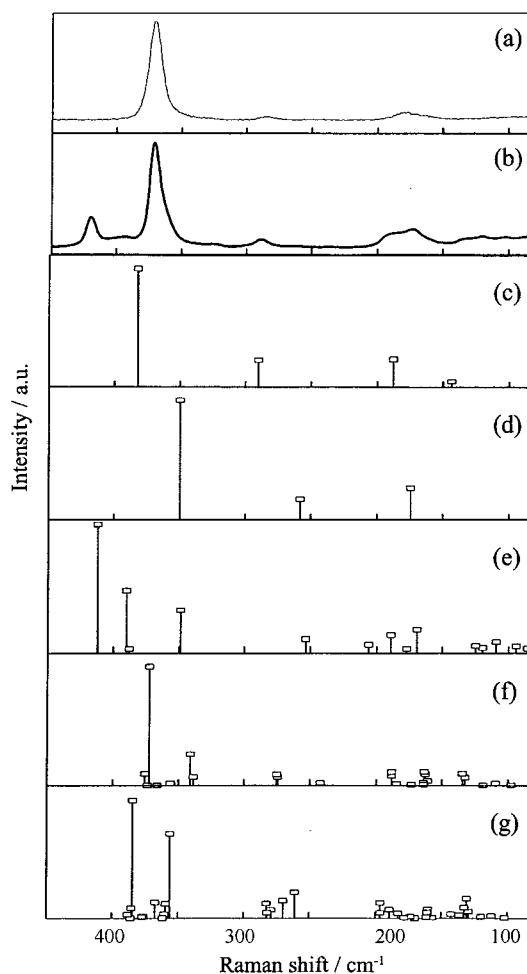 (a)
(b)
(c)
(d)
(e)
(f)
(g)
Intensity / a.u.
400 300 200 100
Raman shift / cm⁻¹